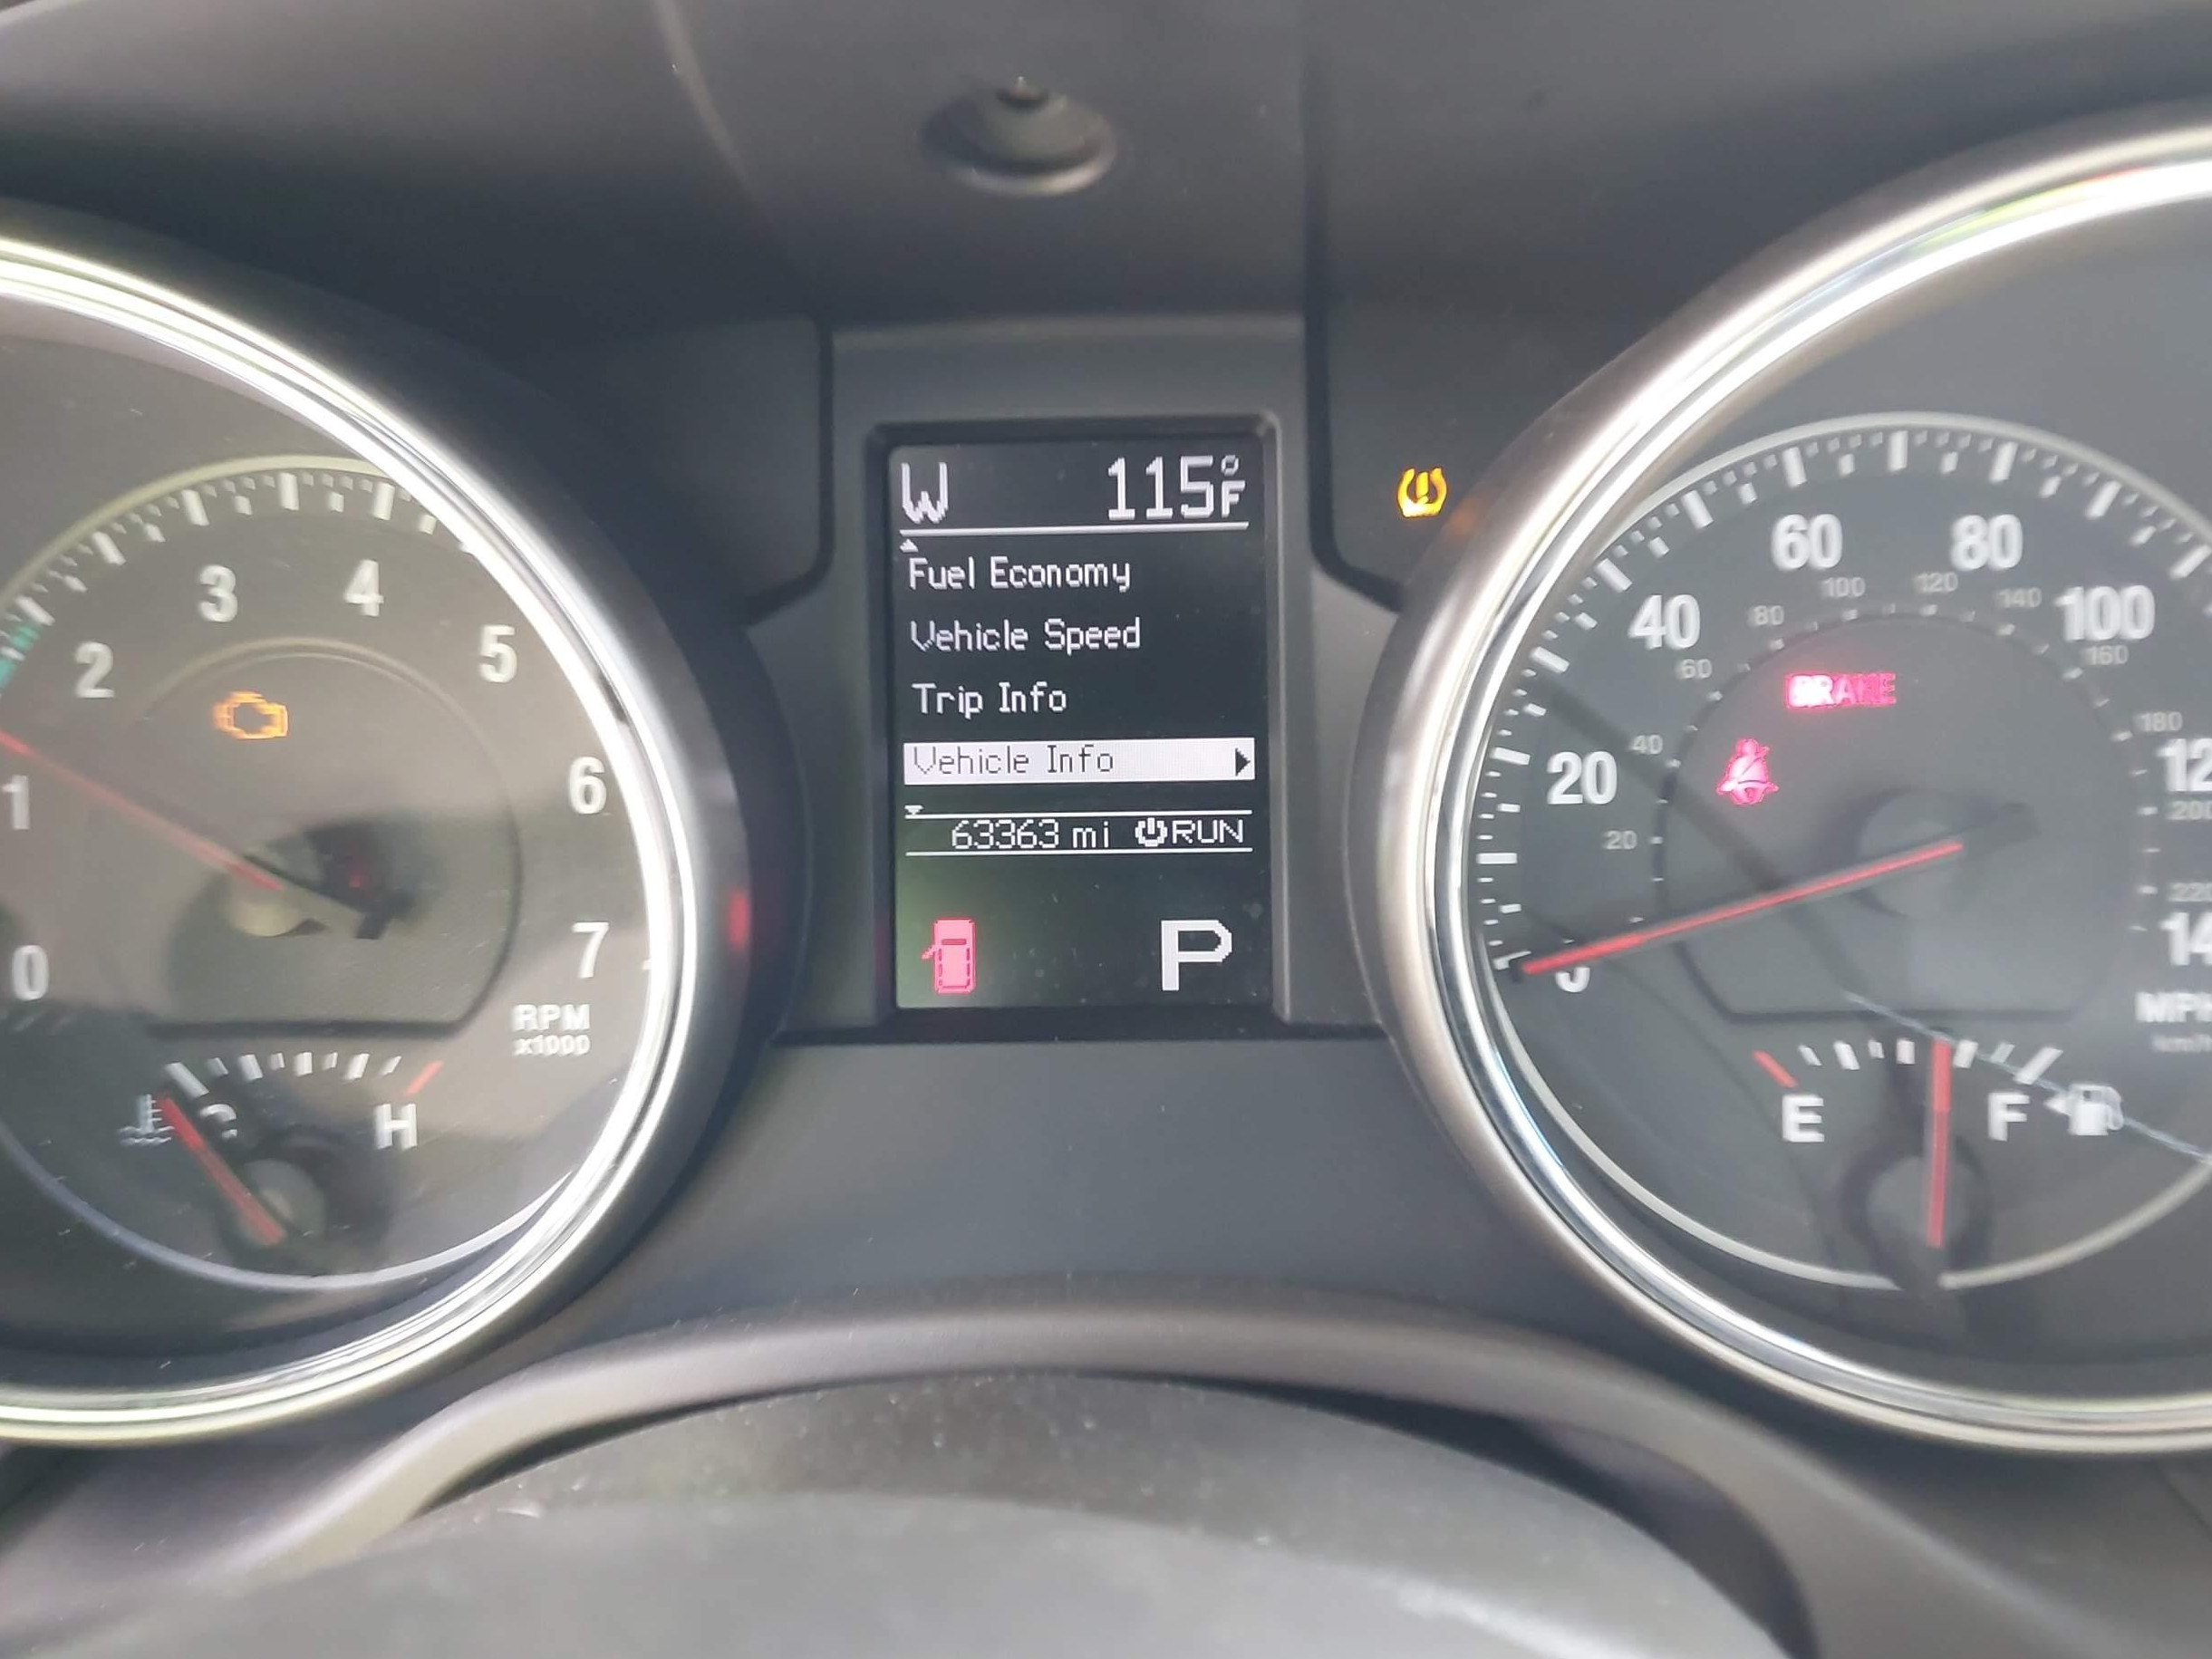 W 115°F
Fuel Economy
Vehicle Speed
Trip Info
Vehicle Info
63363 mi RUN
P
0 1 2 3 4 5 6 7
RPM
x1000
C H
20 40 60 80 100
20 40 60 80 100 120 140 160 180
BRAKE
E F